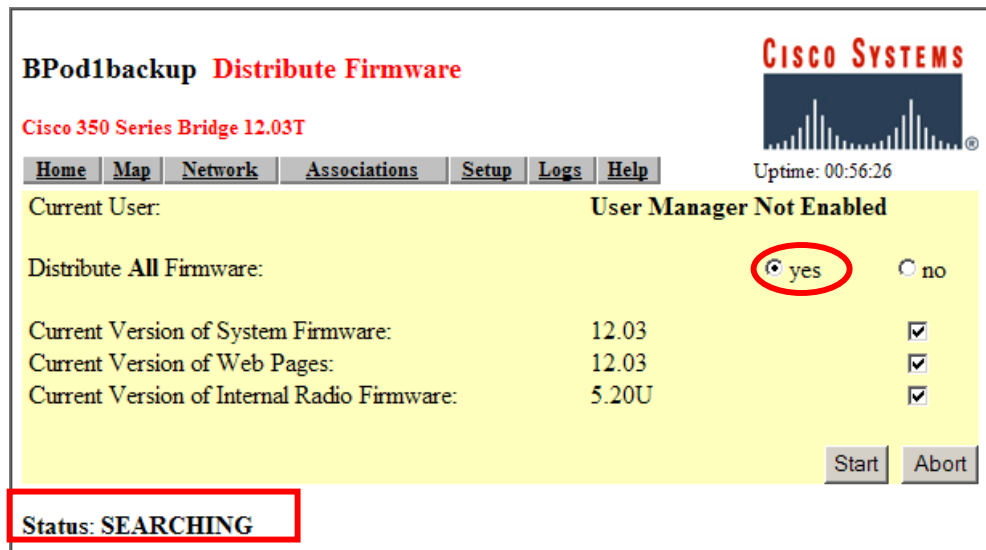 BPod1backup Distribute Firmware
CISCO SYSTEMS
®
Cisco 350 Series Bridge 12.03T
Home Map Network Associations Setup Logs Help
Uptime: 00:56:26
Current User: User Manager Not Enabled
Distribute All Firmware: yes no
Current Version of System Firmware: 12.03
Current Version of Web Pages: 12.03
Current Version of Internal Radio Firmware: 5.20U
Start Abort
Status: SEARCHING